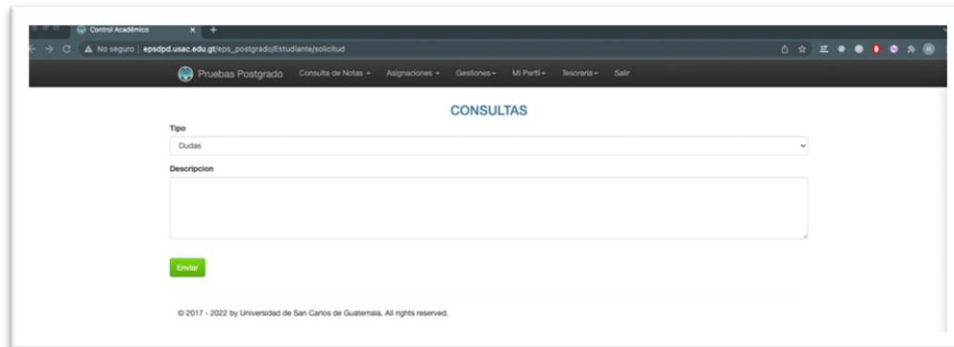 Control Académico
No seguro | epsdpd.usac.edu.gt/eps_postgrado/Estudiante/solicitud
Pruebas Postgrado Consulta de Notas Asignaciones Gestiones Mi Perfil Tesorería Salir
CONSULTAS
Tipo
Dudas
Descripcion
Enviar
© 2017 - 2022 by Universidad de San Carlos de Guatemala. All rights reserved.